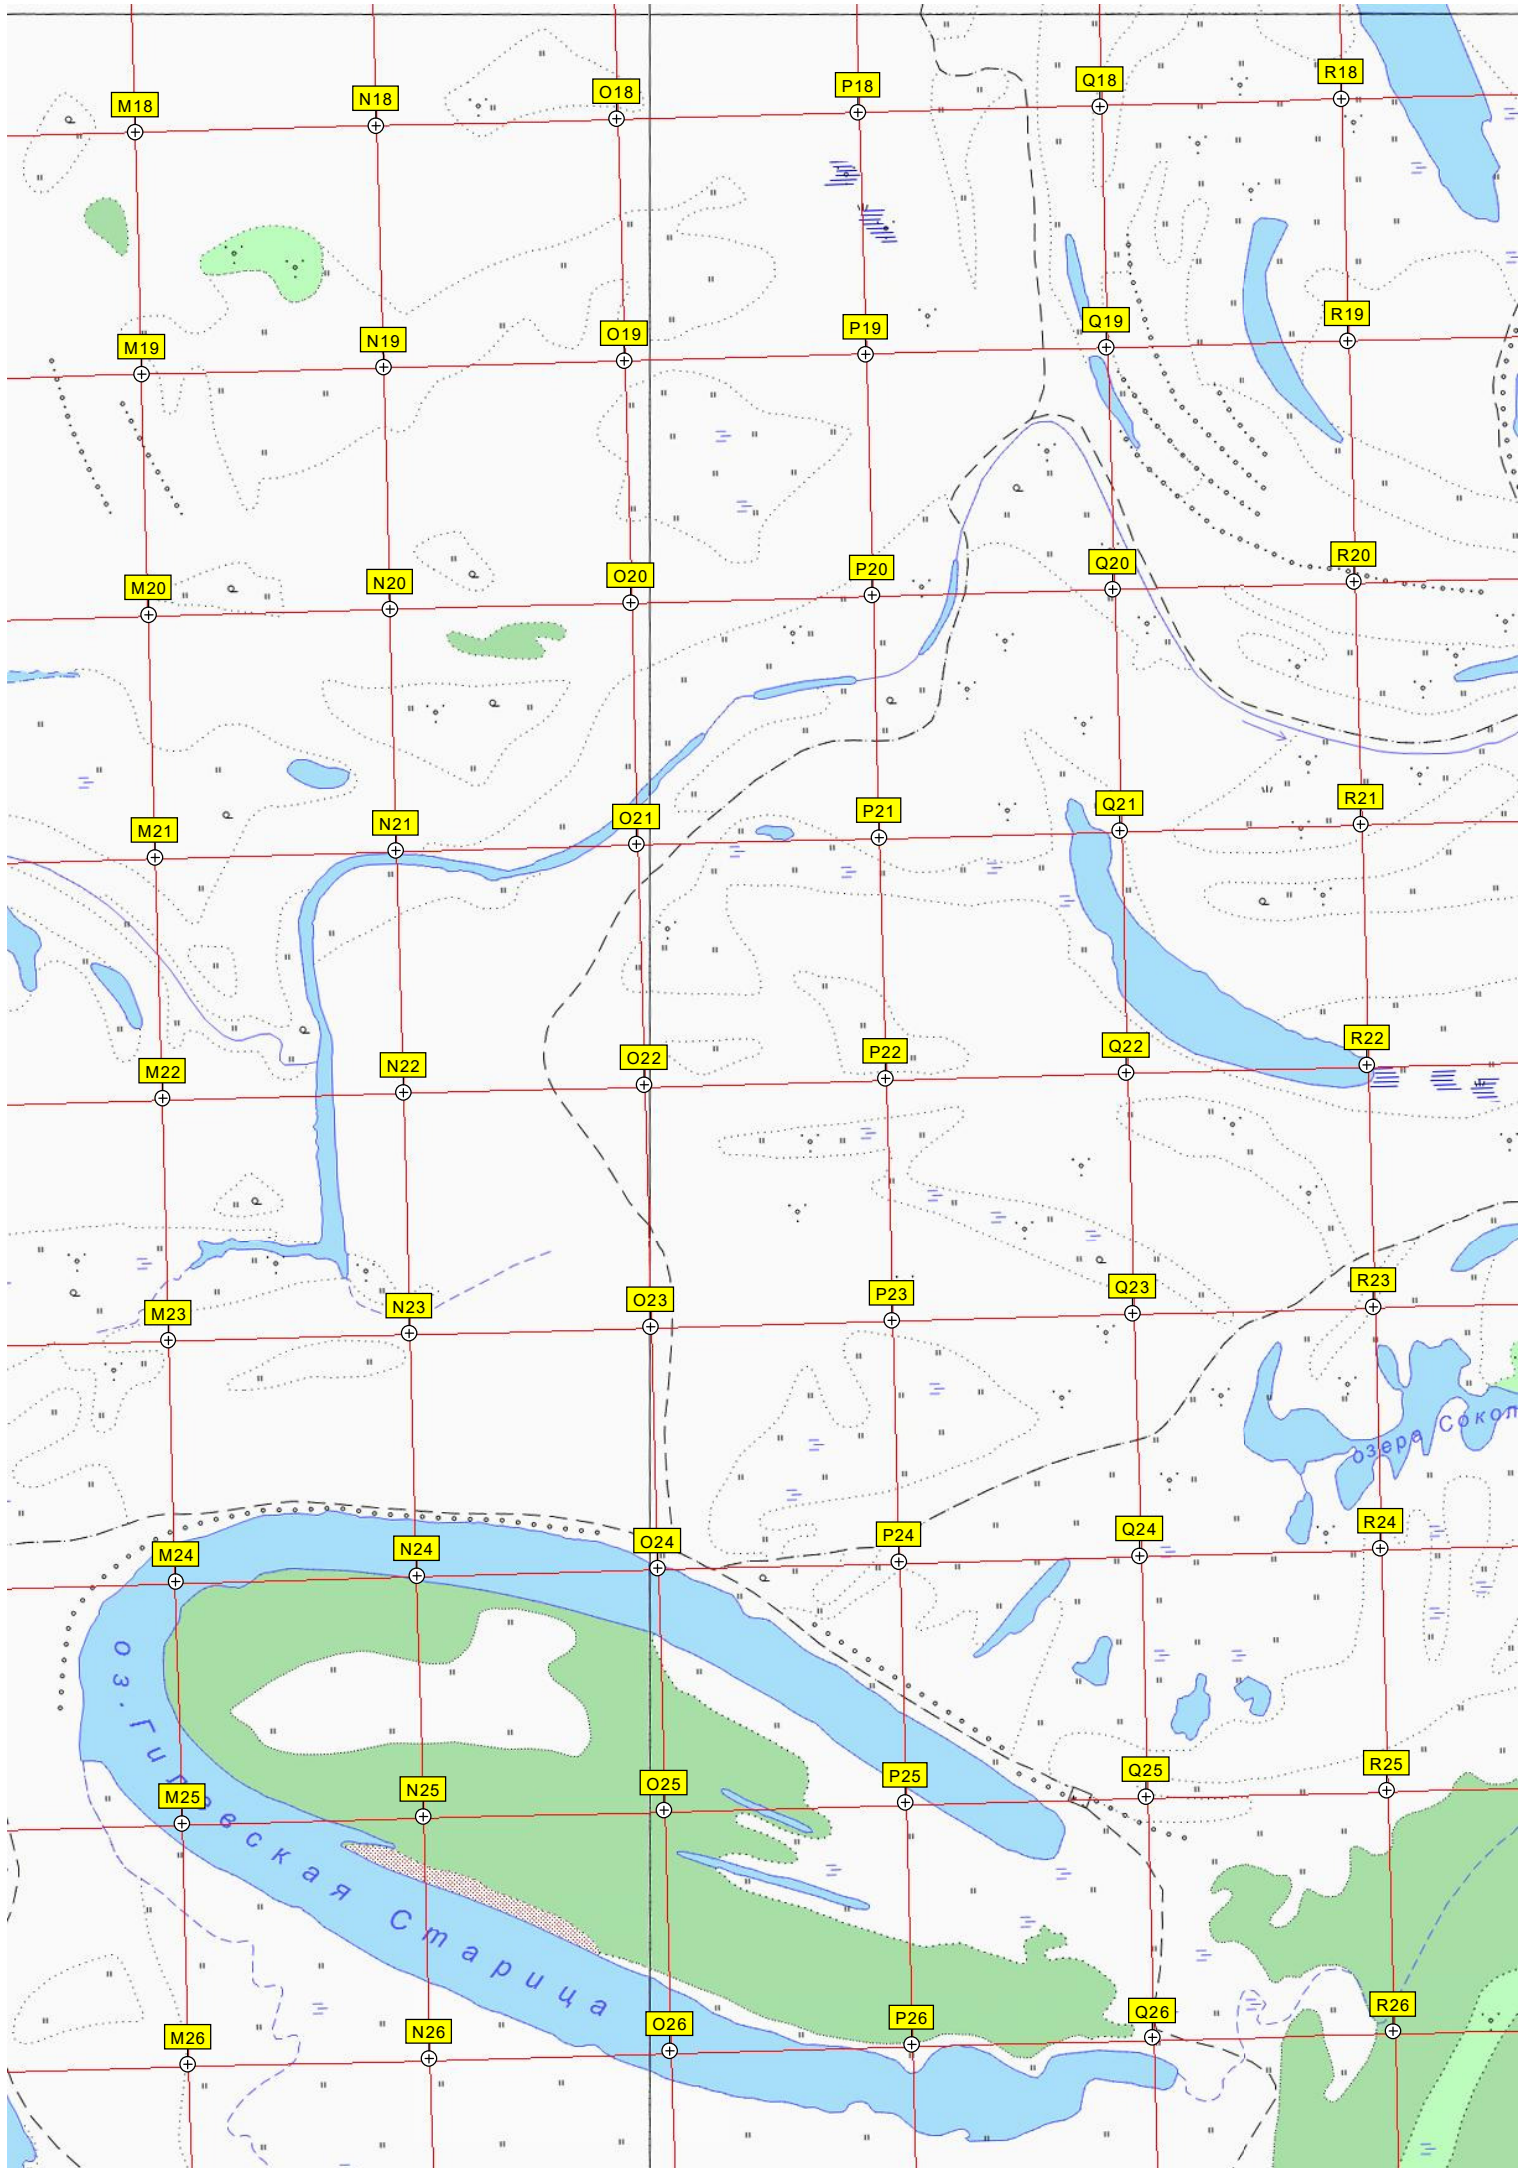 M18 N18 O18 P18 Q18 R18
M19 N19 O19 P19 Q19 R19
M20 N20 O20 P20 Q20 R20
M21 N21 O21 P21 Q21 R21
M22 N22 O22 P22 Q22 R22
M23 N23 O23 P23 Q23 R23
озера Сокол
M24 N24 O24 P24 Q24 R24
M25 N25 O25 P25 Q25 R25
оз.
Старица
M26 N26 O26 P26 Q26 R26